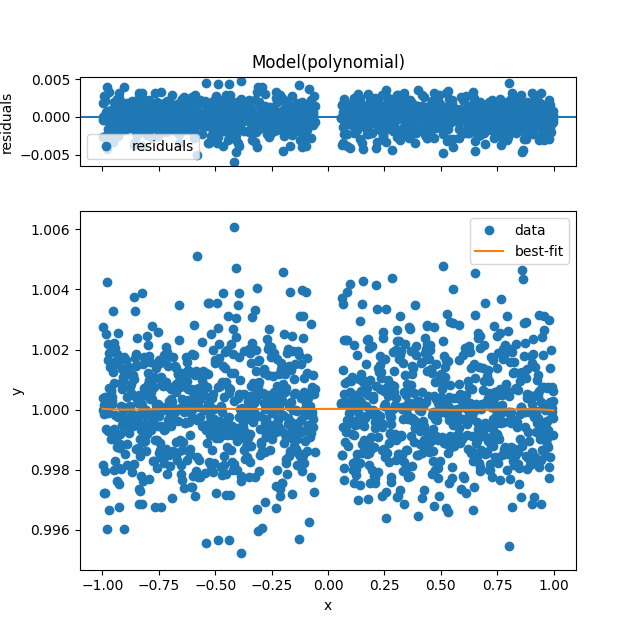 Model(polynomial)
0.005
0.000
−0.005
residuals
residuals
1.006
1.004
1.002
1.000
0.998
0.996
y
data
best-fit
−1.00 −0.75 −0.50 −0.25 0.00 0.25 0.50 0.75 1.00
x